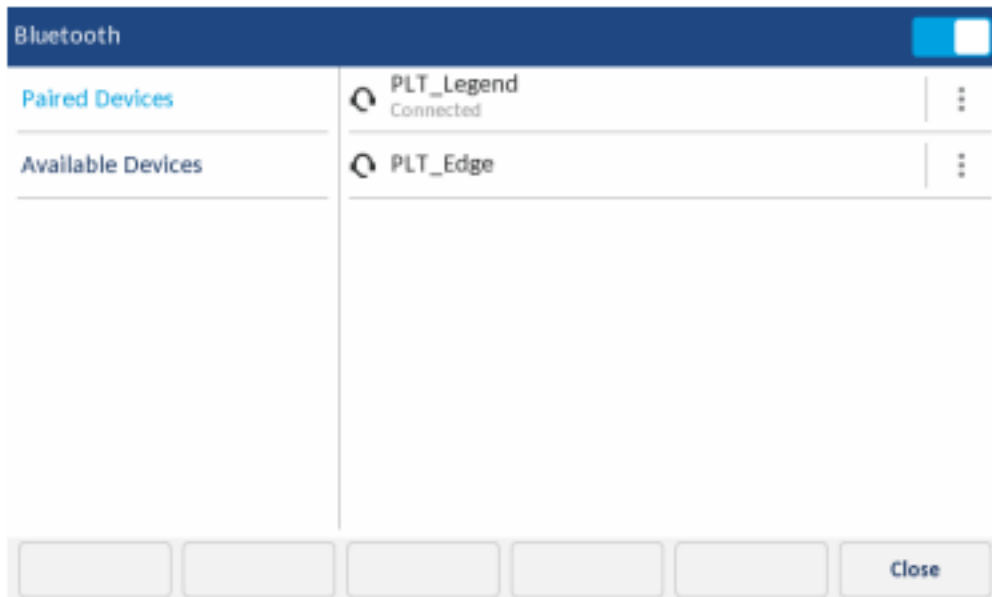 Bluetooth
Paired Devices
Available Devices
PLT_Legend
Connected
PLT_Edge
Close